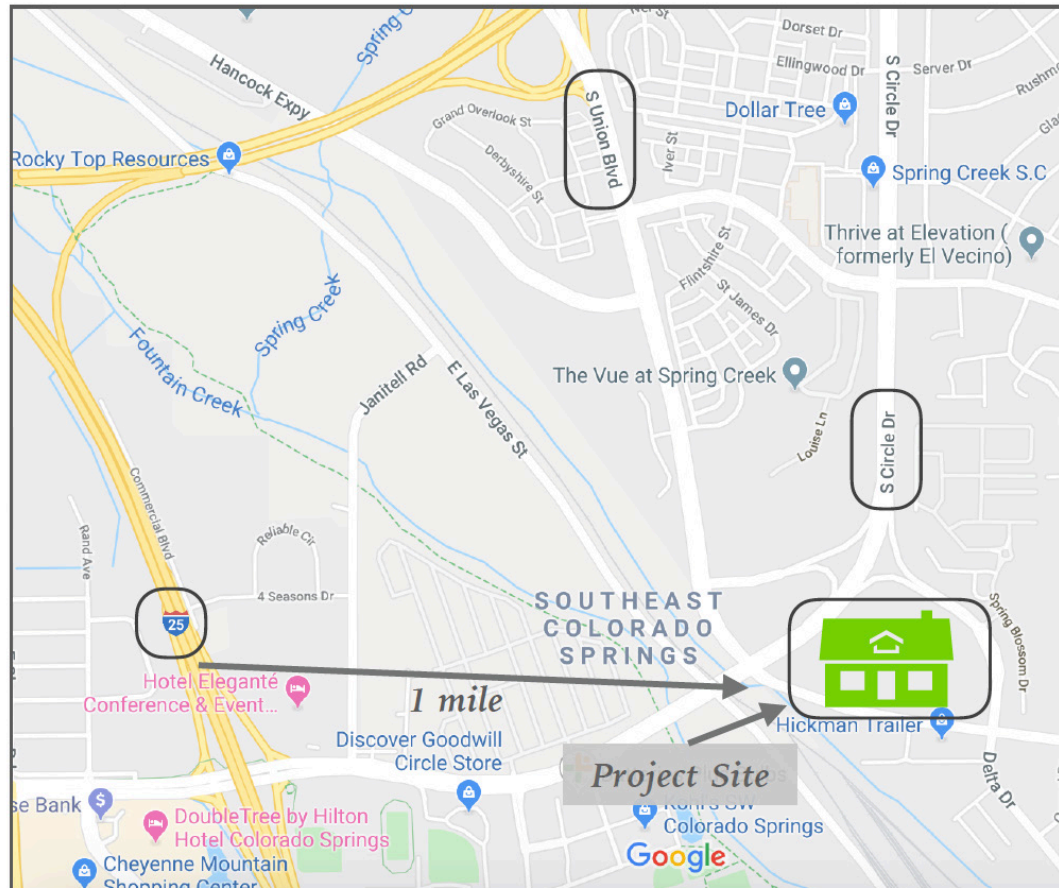 Spring Creek
Hancock Expy
Dorset Dr
Ellingwood Dr
Server Dr
S Circle Dr
Dollar Tree
S Union Blvd
Grand Overlook St
Derbyshire St
Iver St
Rocky Top Resources
Spring Creek S.C
Thrive at Elevation (
formerly El Vecino)
Flintshire St
St James Dr
Spring Creek
Fountain Creek
Janitell Rd
E Las Vegas St
The Vue at Spring Creek
Louise Ln
S Circle Dr
Commercial Blvd
Rand Ave
Reliable Cir
4 Seasons Dr
25
SOUTHEAST
COLORADO
SPRINGS
Spring Blossom Dr
Hotel Eleganté
Conference & Event...
1 mile
Hickman Trailer
Discover Goodwill
Circle Store
Project Site
Delta Dr
se Bank
DoubleTree by Hilton
Hotel Colorado Springs
Kohl's SW
Colorado Springs
Google
Cheyenne Mountain
Shopping Center